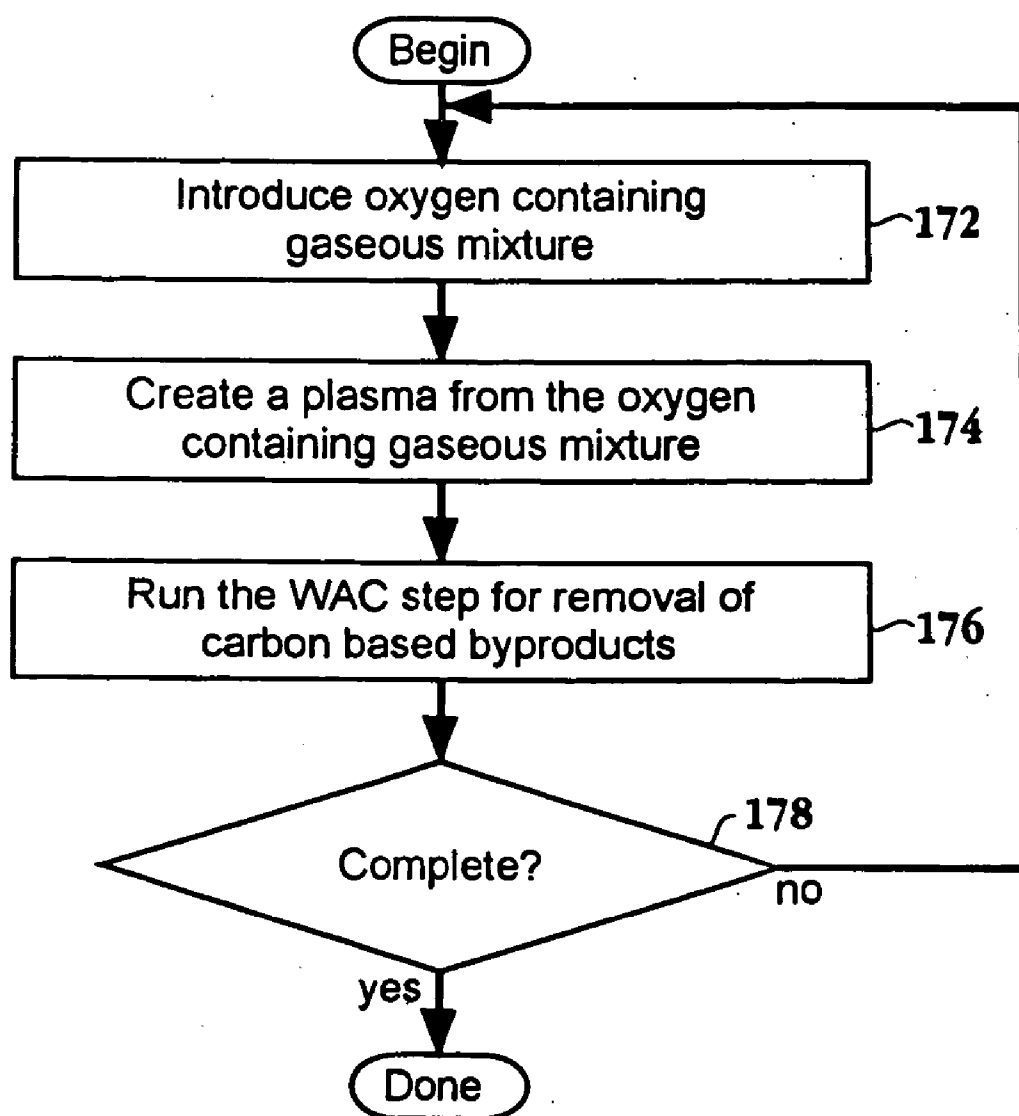 Begin
Introduce oxygen containing
gaseous mixture
172
Create a plasma from the oxygen
containing gaseous mixture
174
Run the WAC step for removal of
carbon based byproducts
176
178
Complete?
no
yes
Done